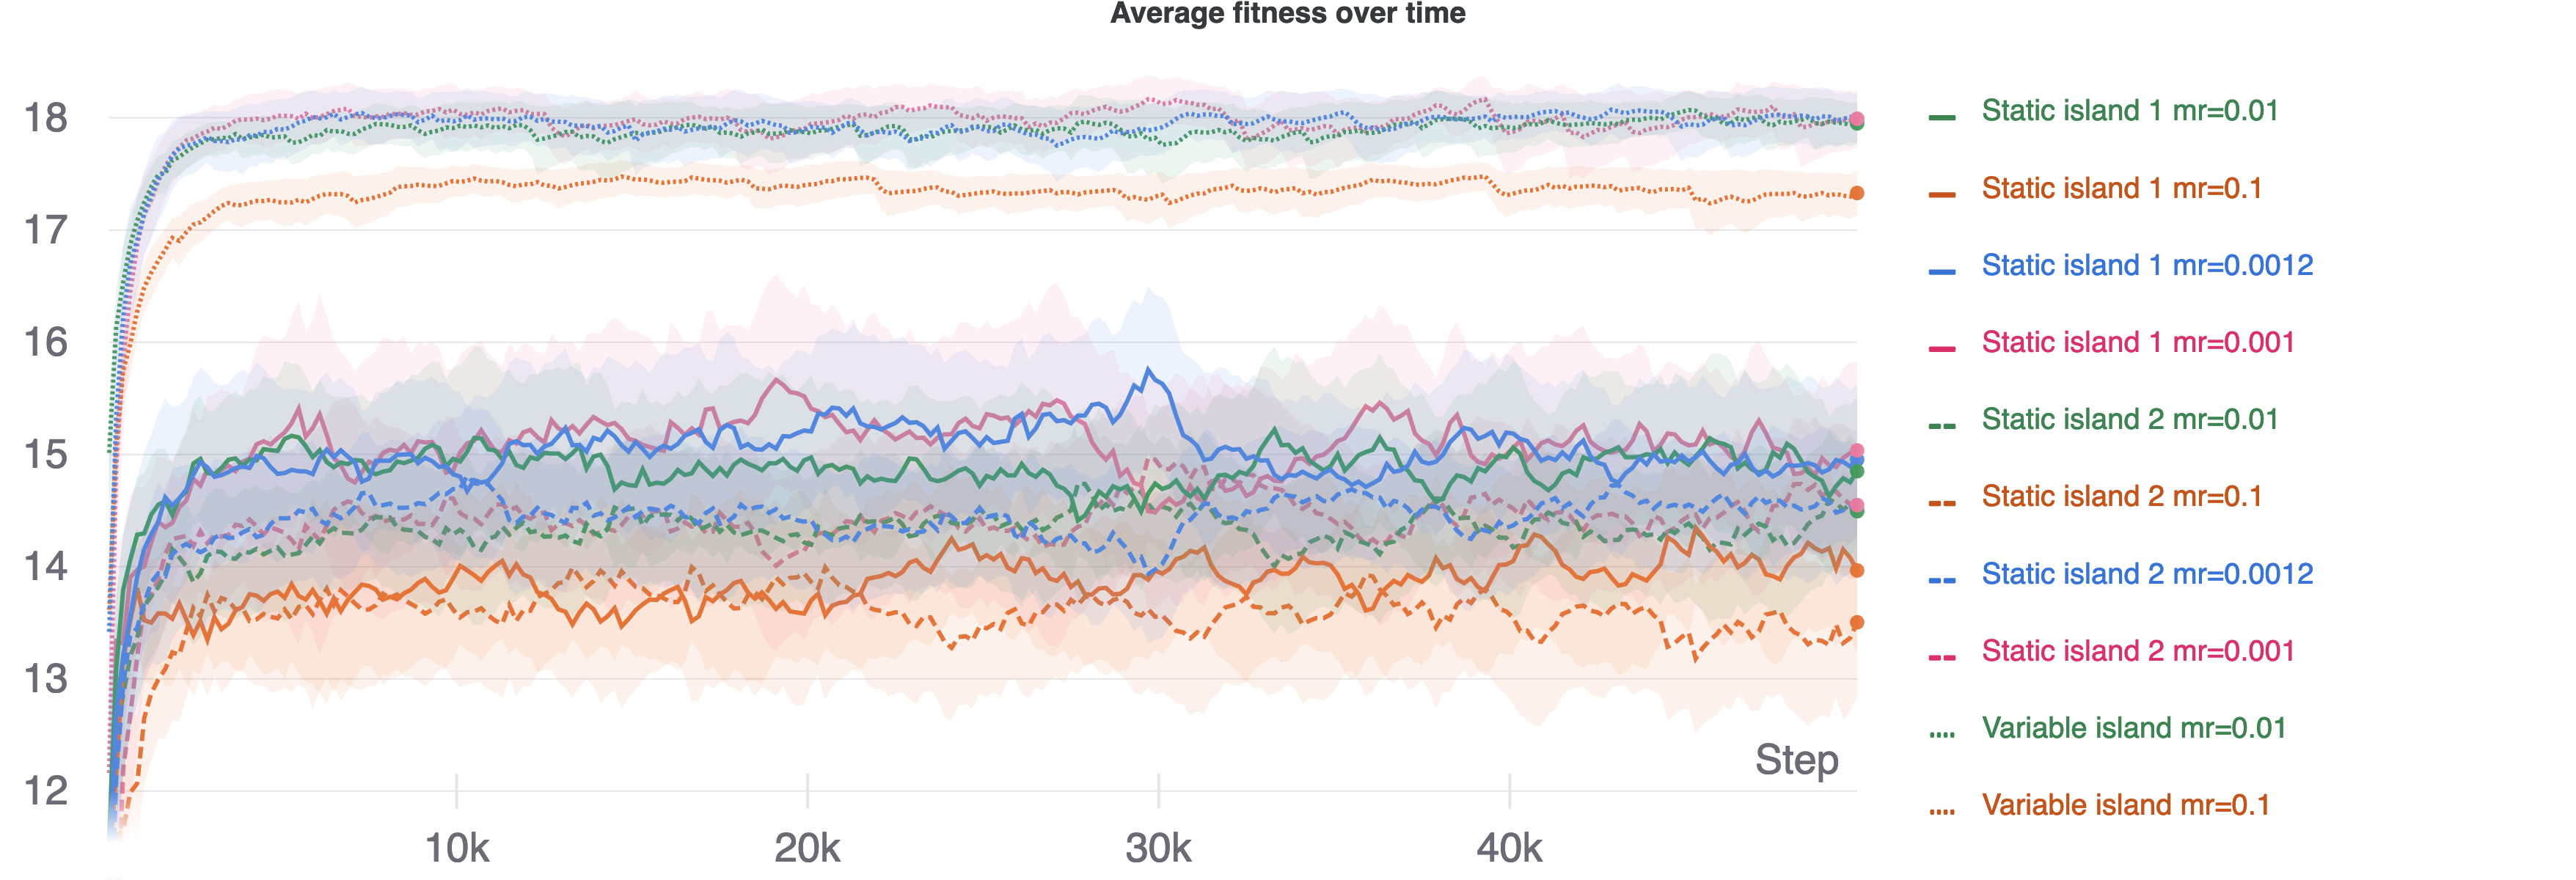 Average fitness over time
18
17
16
15
14
13
12
10k
20k
30k
40k
Step
Static island 1 mr=0.01
Static island 1 mr=0.1
Static island 1 mr=0.0012
Static island 1 mr=0.001
Static island 2 mr=0.01
Static island 2 mr=0.1
Static island 2 mr=0.0012
Static island 2 mr=0.001
Variable island mr=0.01
Variable island mr=0.1